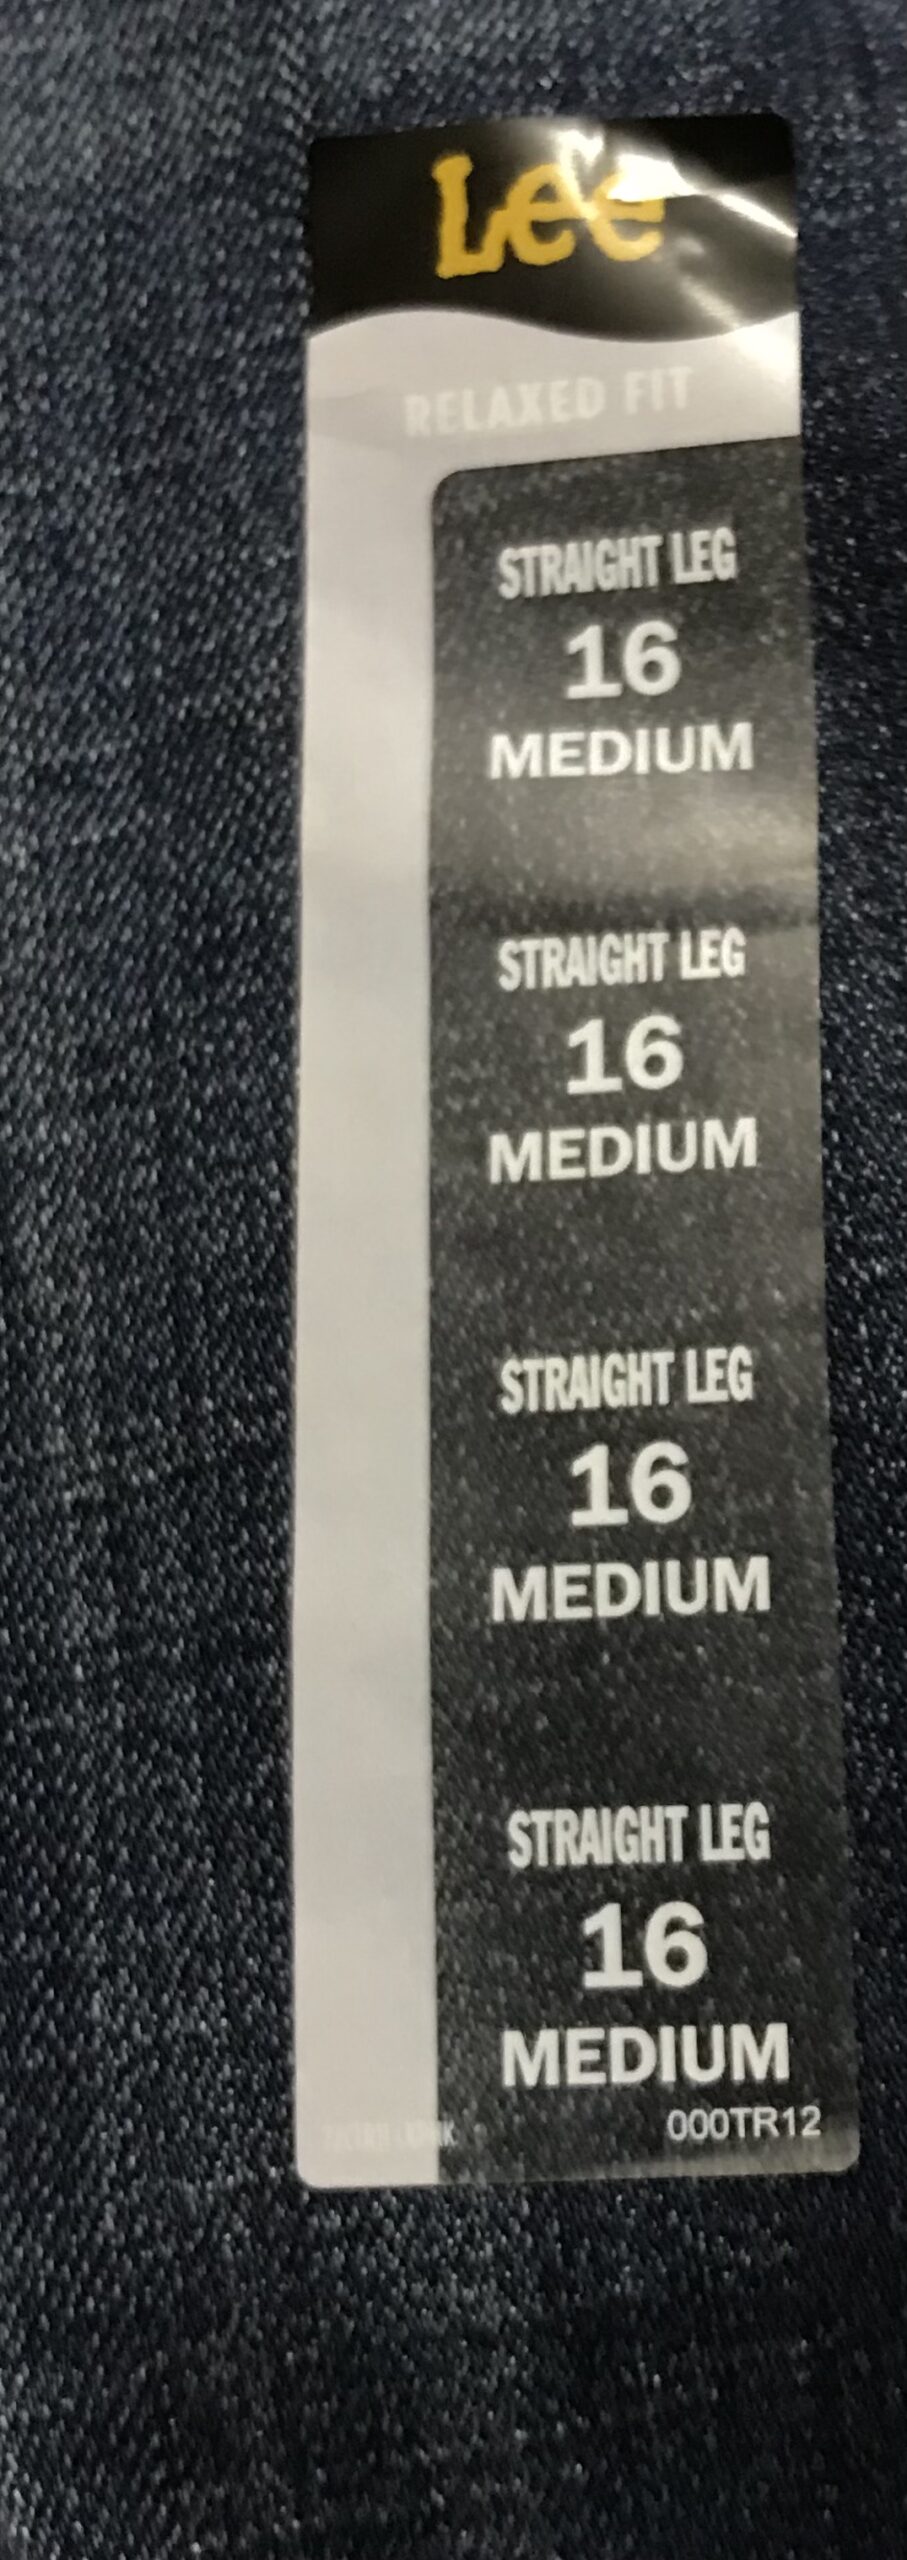 Lee
RELAXED FIT
STRAIGHT LEG
16
MEDIUM
STRAIGHT LEG
16
MEDIUM
STRAIGHT LEG
16
MEDIUM
STRAIGHT LEG
16
MEDIUM
000TR12